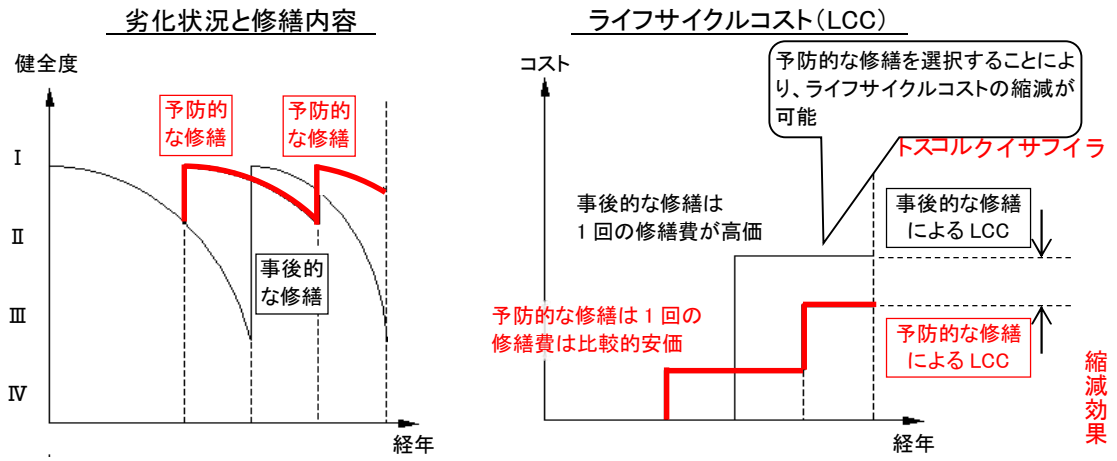 劣化状況と修繕内容
健全度
予防的
な修繕
予防的
な修繕
Ⅰ
Ⅱ
事後的
な修繕
Ⅲ
Ⅳ
経年
ライフサイクルコスト（LCC）
コスト
予防的な修繕を選択することによ
り、ライフサイクルコストの縮減が
可能
トスコルクイサフイラ
事後的な修繕は
１回の修繕費が高価
事後的な修繕
による LCC
予防的な修繕は１回の
修繕費は比較的安価
予防的な修繕
による LCC
縮減効果
経年